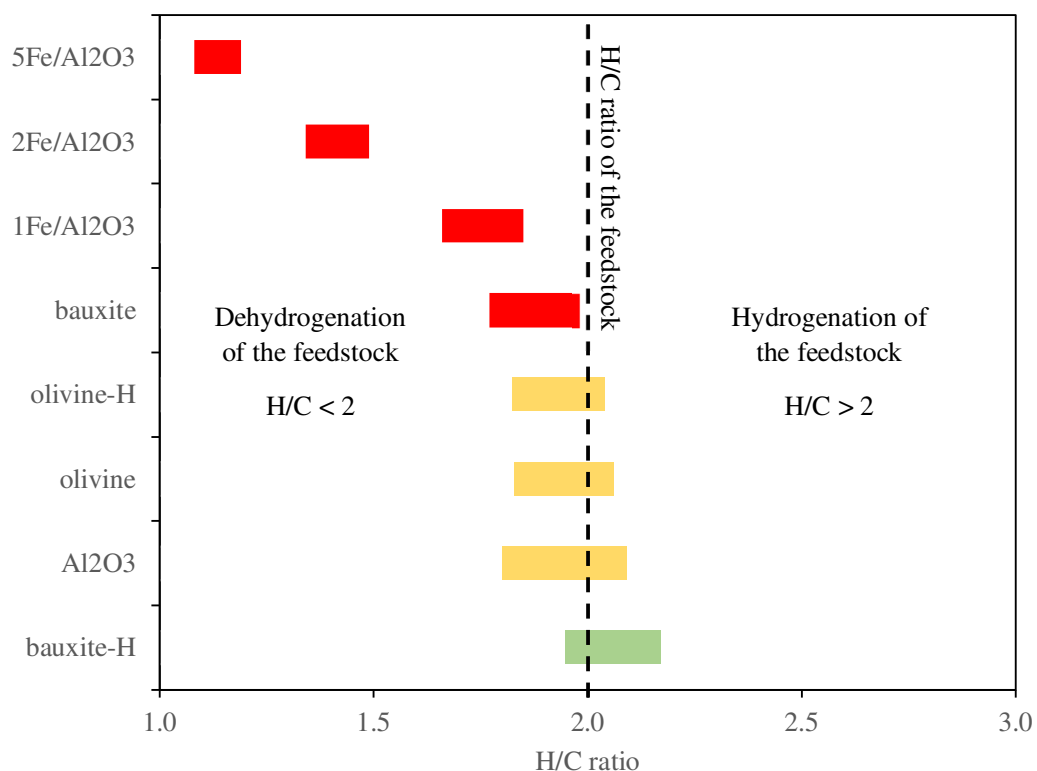 5Fe/Al2O3
2Fe/Al2O3
1Fe/Al2O3
bauxite
olivine-H
olivine
Al2O3
bauxite-H
H/C ratio of the feedstock
Dehydrogenation
of the feedstock
H/C < 2
Hydrogenation of
the feedstock
H/C > 2
1.0 1.5 2.0 2.5 3.0
H/C ratio